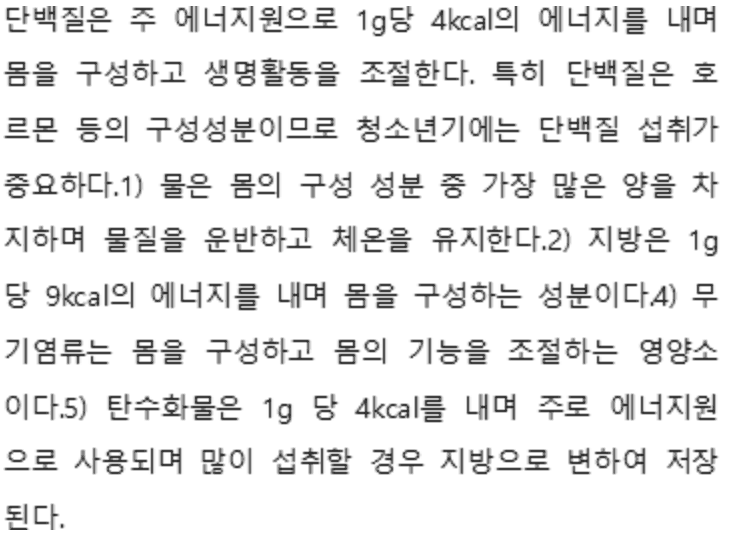 단백질은 주 에너지원으로 1g당 4kcal의 에너지를 내며
몸을 구성하고 생명활동을 조절한다. 특히 단백질은 호
르몬 등의 구성성분이므로 청소년기에는 단백질 섭취가
중요하다.1) 물은 몸의 구성 성분 중 가장 많은 양을 차
지하며 물질을 운반하고 체온을 유지한다.2) 지방은 1g
당 9kcal의 에너지를 내며 몸을 구성하는 성분이다.4) 무
기염류는 몸을 구성하고 몸의 기능을 조절하는 영양소
이다.5) 탄수화물은 1g 당 4kcal를 내며 주로 에너지원
으로 사용되며 많이 섭취할 경우 지방으로 변하여 저장
된다.